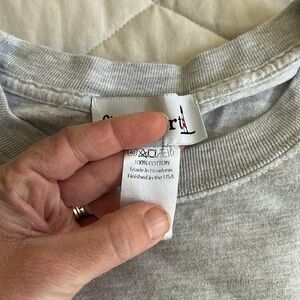 100% COTTON
Made in Honduras
Finished in the USA